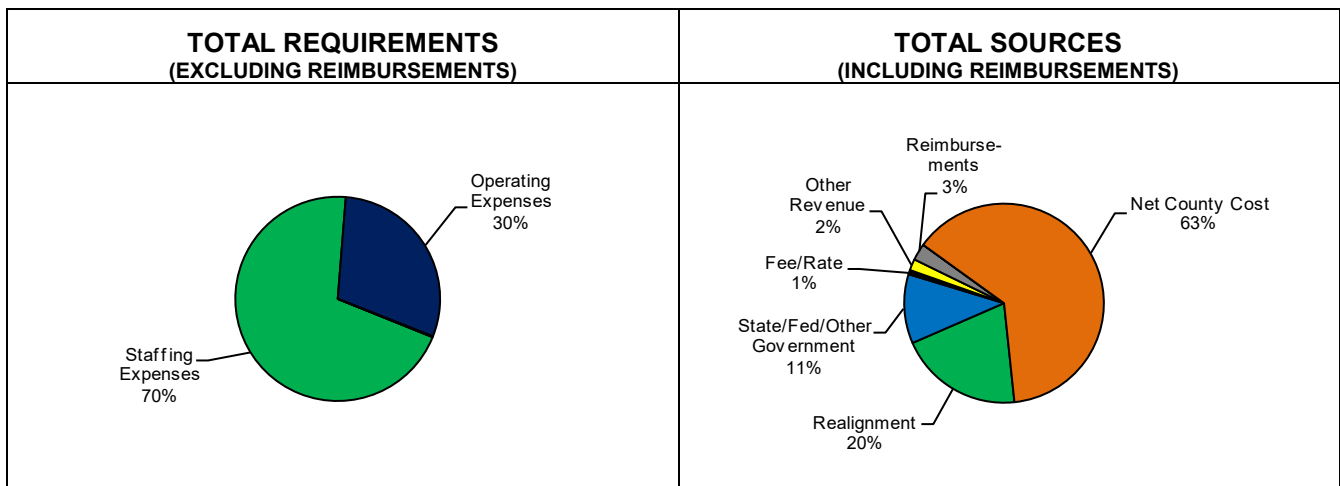 TOTAL REQUIREMENTS
(EXCLUDING REIMBURSEMENTS)
Operating
Expenses
30%
Staffing
Expenses
70%
TOTAL SOURCES
(INCLUDING REIMBURSEMENTS)
Reimburse-
ments
3%
Other
Revenue
2%
Net County Cost
63%
Fee/Rate
1%
State/Fed/Other
Government
11%
Realignment
20%